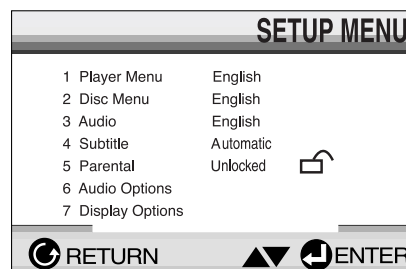 SETUP MENU
1 Player Menu English
2 Disc Menu English
3 Audio English
4 Subtitle Automatic
5 Parental Unlocked
6 Audio Options
7 Display Options
RETURN ENTER